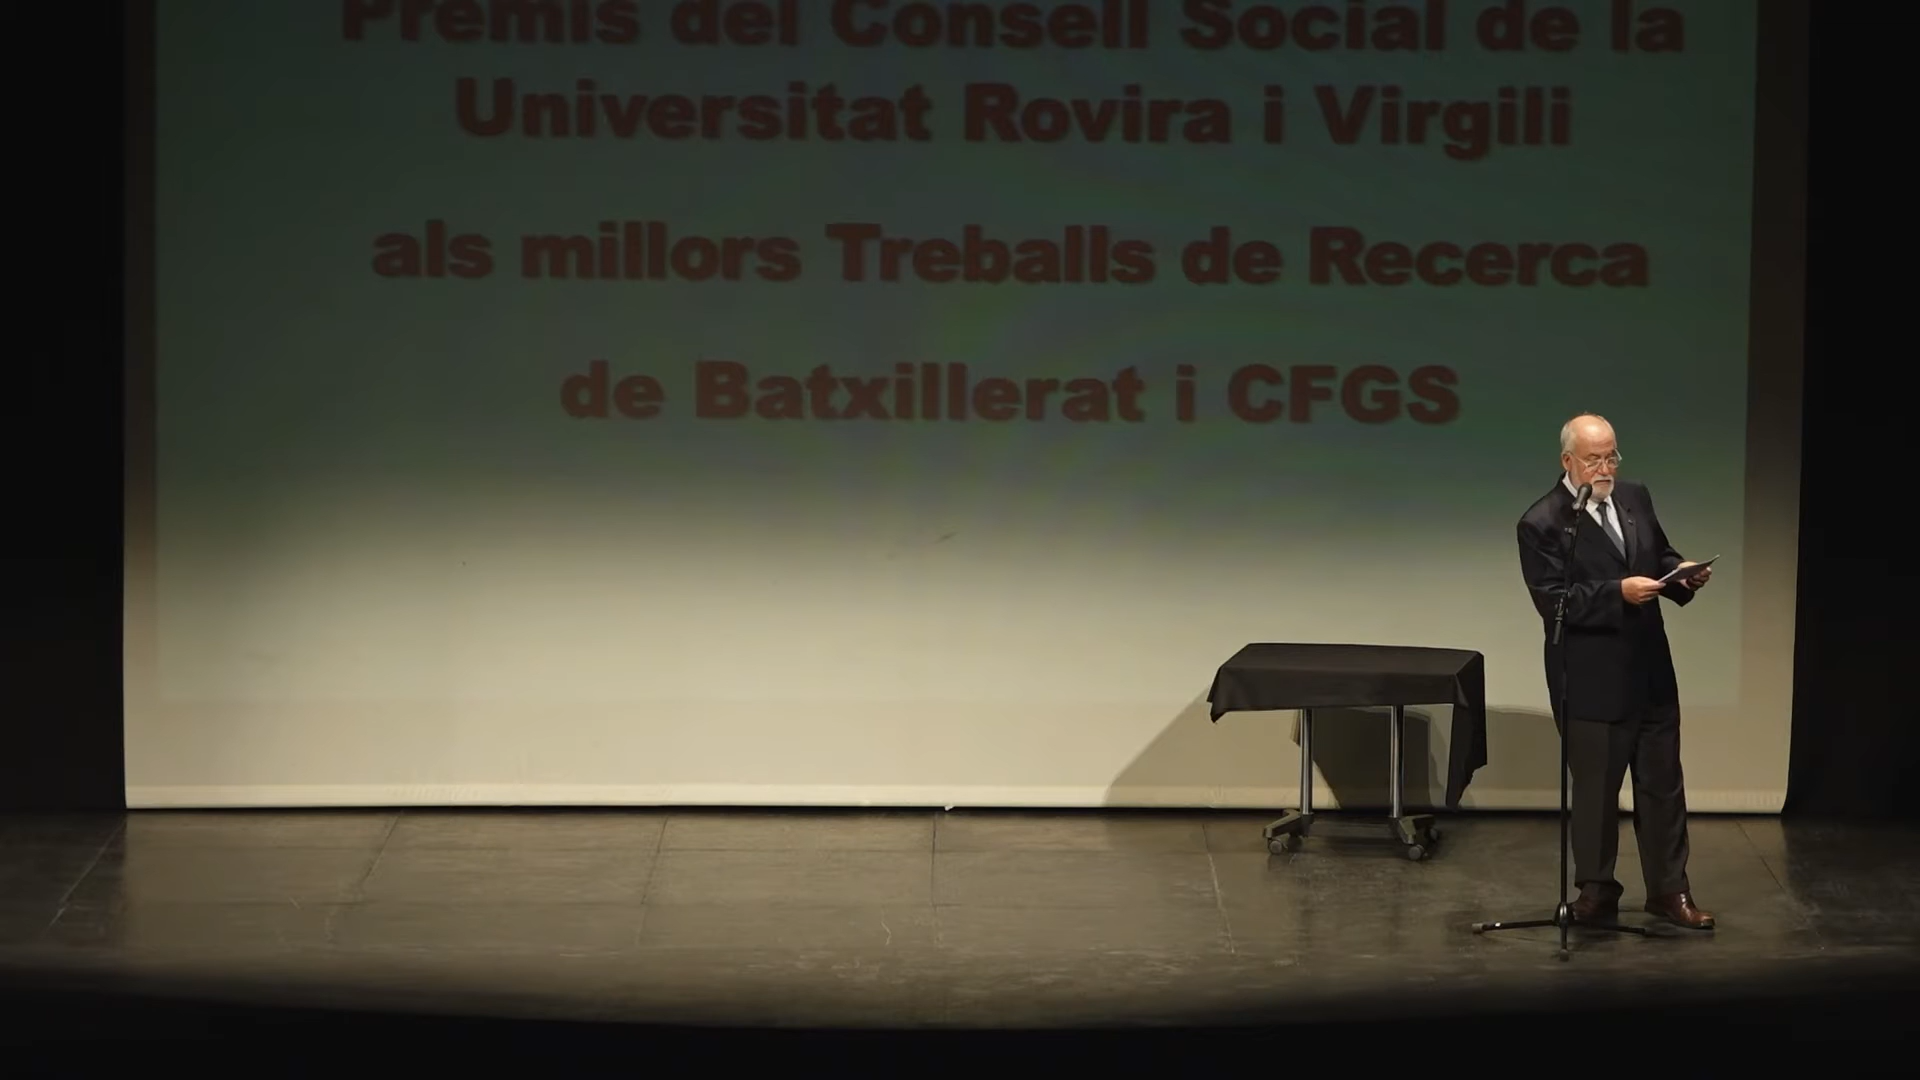 Premis del Consell Social de la
Universitat Rovira i Virgili
als millors Treballs de Recerca
de Batxillerat i CFGS